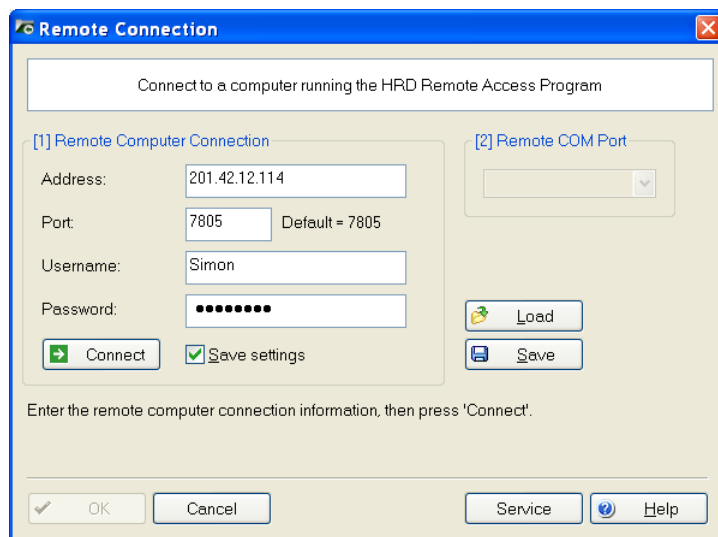 Remote Connection
Connect to a computer running the HRD Remote Access Program
[1] Remote Computer Connection
Address: 201.42.12.114
Port: 7805 Default = 7805
Username: Simon
Password: ●●●●●●●●
Connect Save settings
[2] Remote COM Port
Load
Save
Enter the remote computer connection information, then press 'Connect'.
OK Cancel Service Help